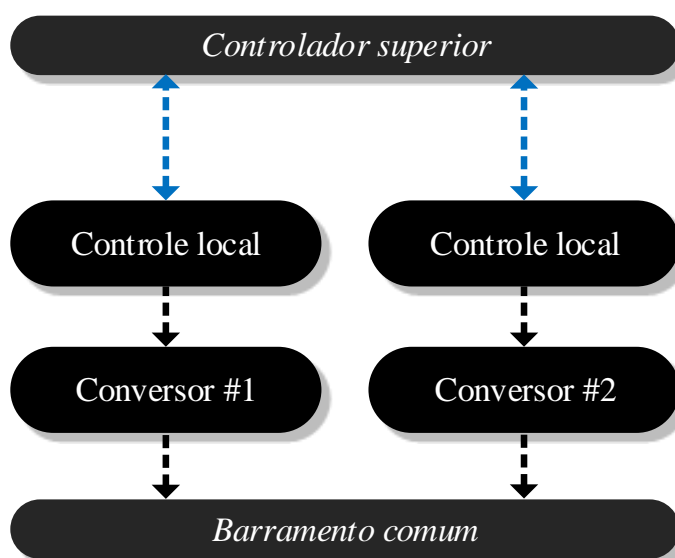 Controlador superior
Controle local
Controle local
Conversor #1
Conversor #2
Barramento comum